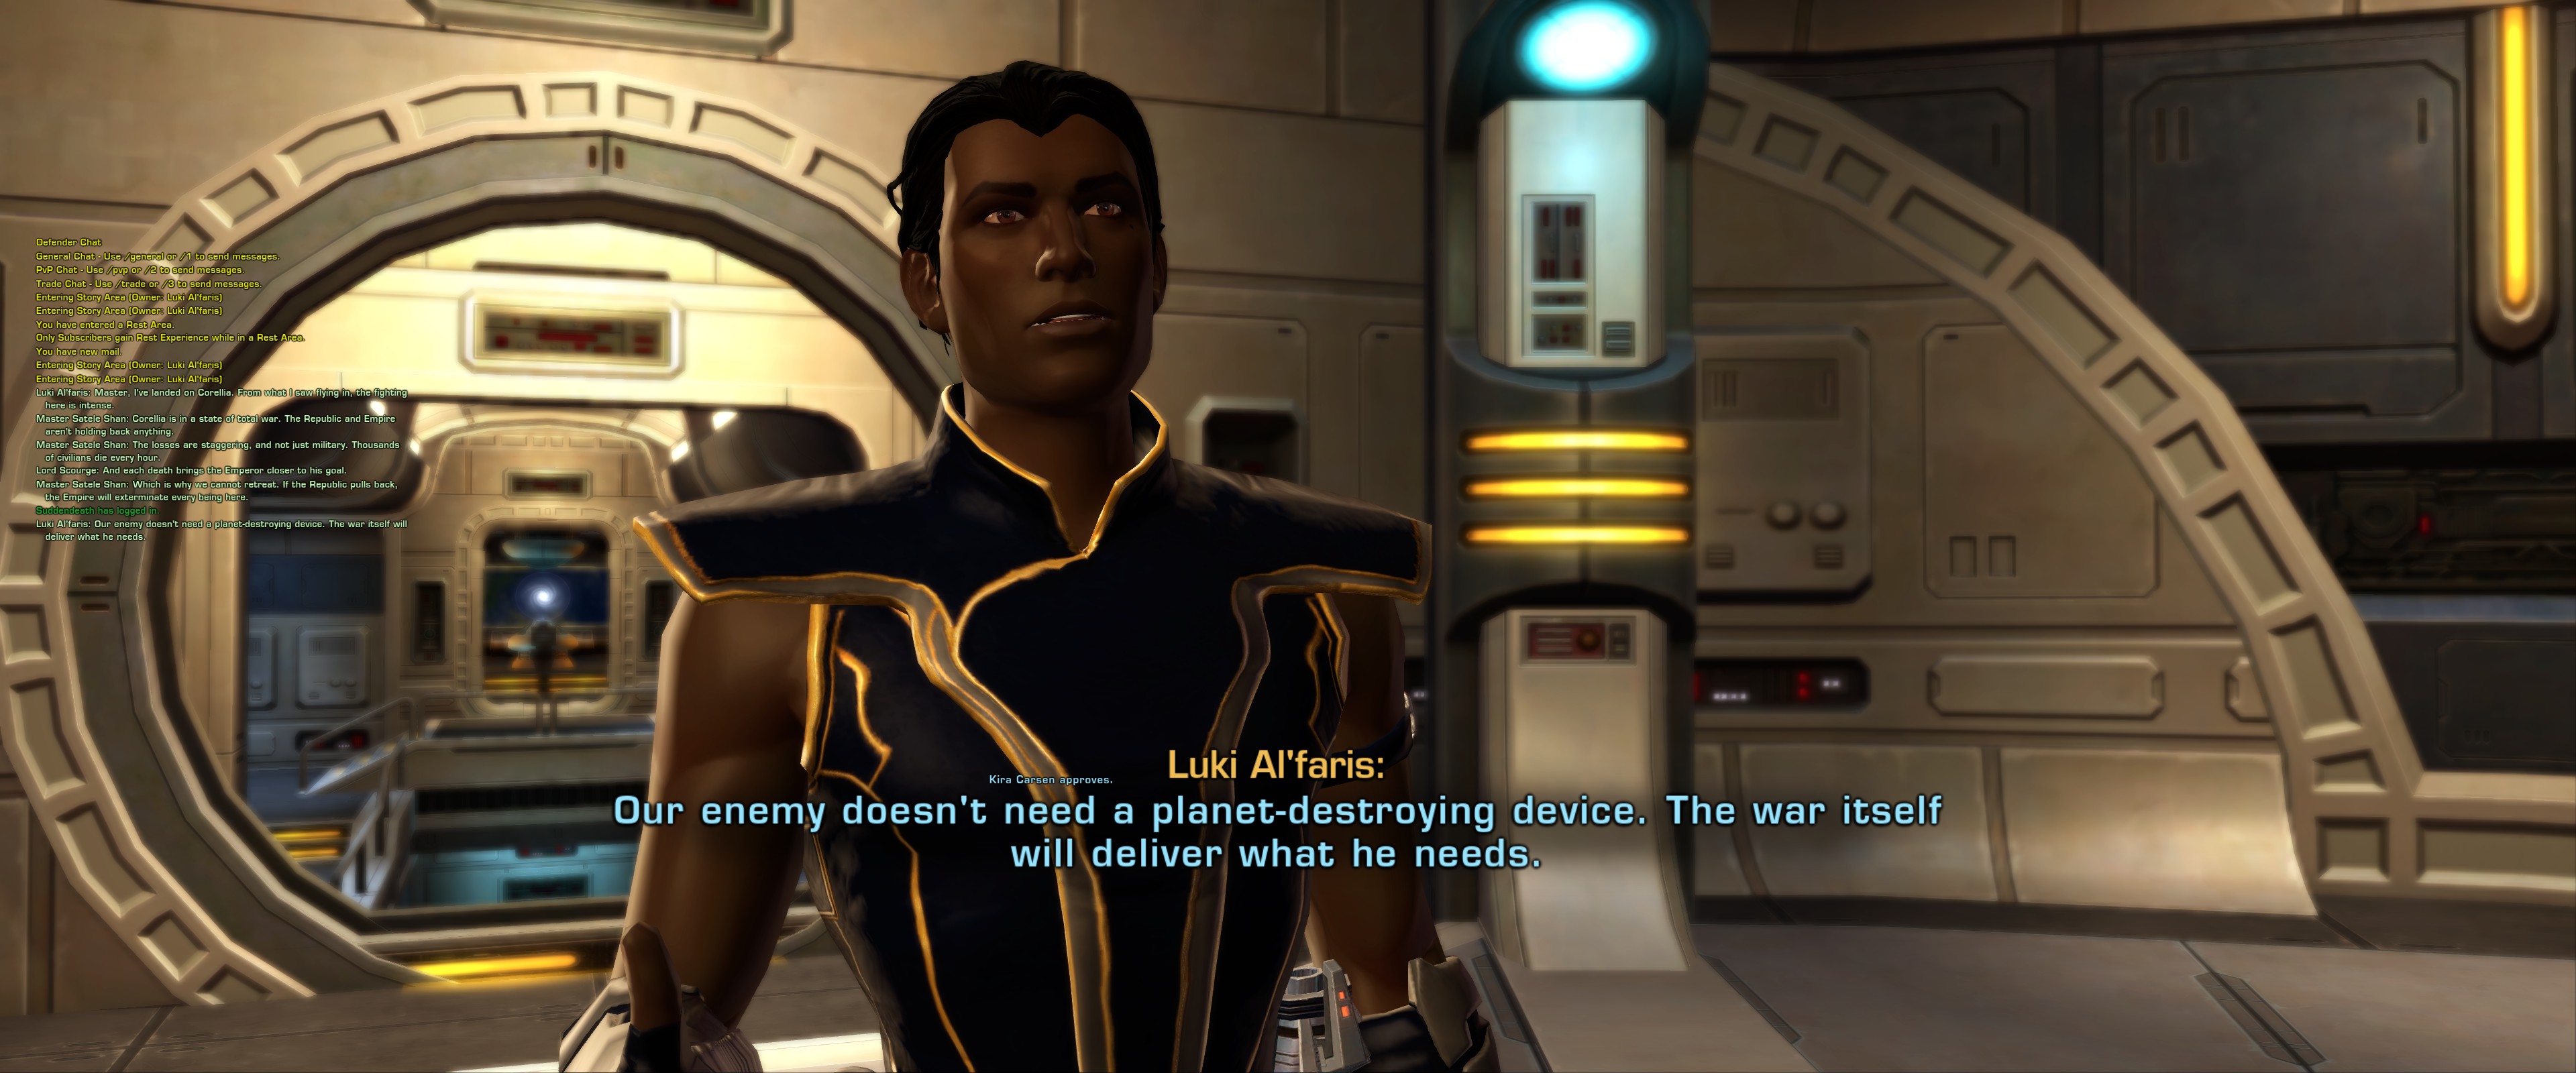 Defender Chat
General Chat - Use /general or /1 to send messages.
PvP Chat - Use /pvp or /2 to send messages.
Trade Chat - Use /trade or /3 to send messages.
Entering Story Area (Owner: Luki Al'faris)
Entering Story Area (Owner: Luki Al'faris)
You have entered a Rest Area.
Only Subscribers gain Rest Experience while in a Rest Area.
You have new mail.
Entering Story Area (Owner: Luki Al'faris)
Entering Story Area (Owner: Luki Al'faris)
Luki Al'faris: Master, I've landed on Corellia. From what I saw flying in, the fighting
here is intense.
Master Satele Shan: Corellia is in a state of total war. The Republic and Empire
aren't holding back anything.
Master Satele Shan: The losses are staggering, and not just military. Thousands
of civilians die every hour.
Lord Scourge: And each death brings the Emperor closer to his goal.
Master Satele Shan: Which is why we cannot retreat. If the Republic pulls back,
the Empire will exterminate every being here.
Suddendeath has logged in.
Luki Al'faris: Our enemy doesn't need a planet-destroying device. The war itself will
deliver what he needs.
Kira Carsen approves.
Luki Al'faris:
Our enemy doesn't need a planet-destroying device. The war itself
will deliver what he needs.